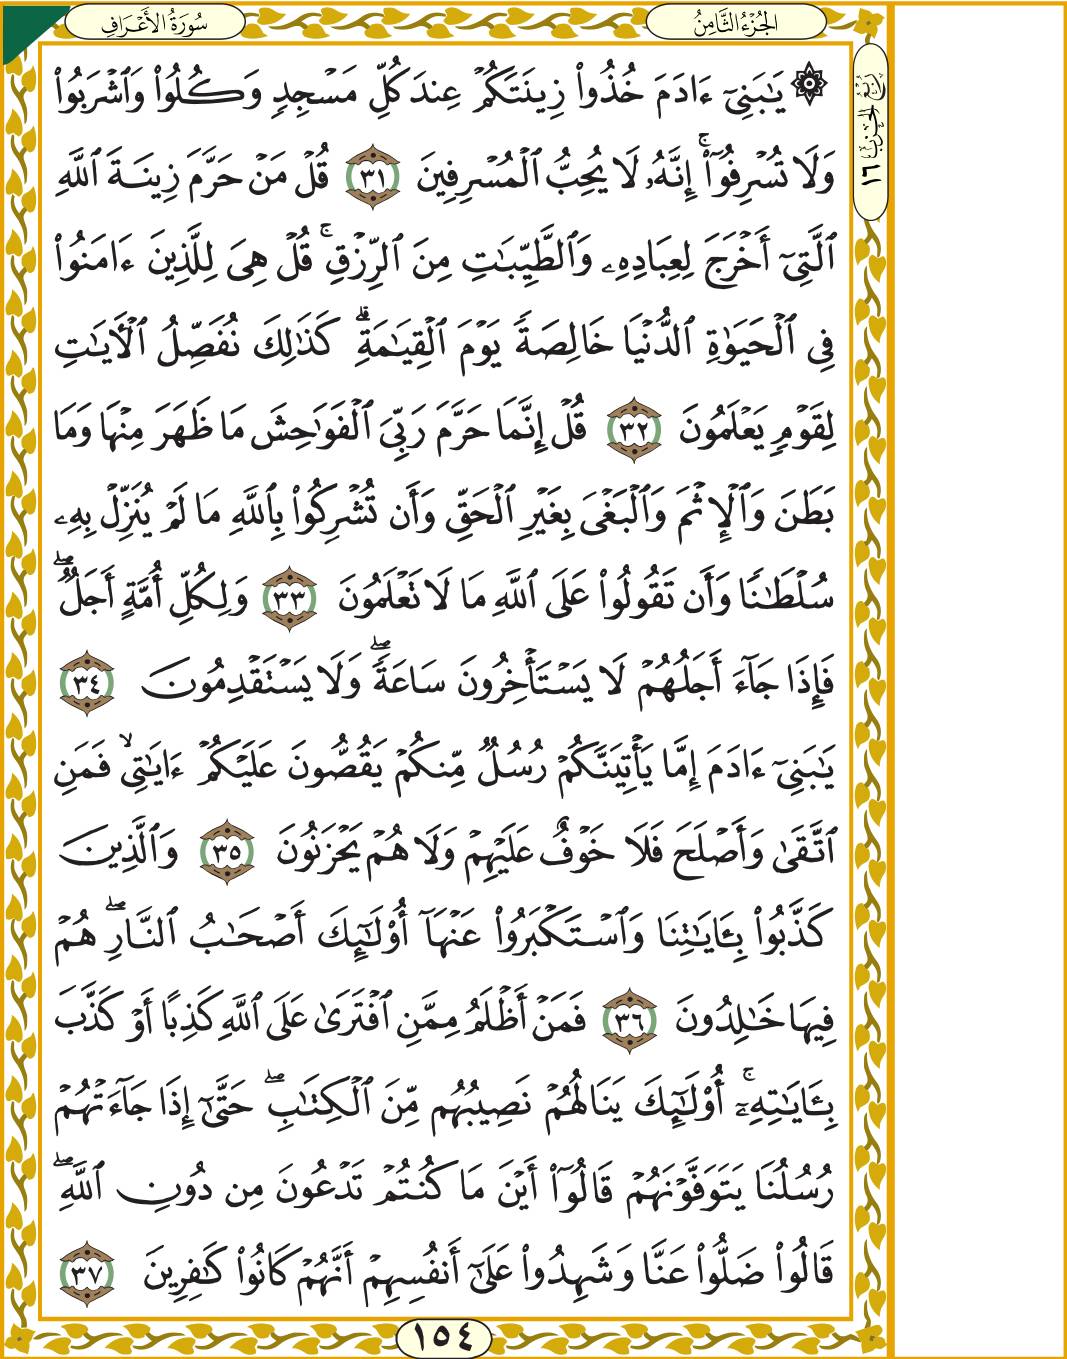 الجُزْءُ الثَّامِنُ
سُورَةُ الأَعْرَافِ
رُبْعُ الحِزْبِ ١٦
۞ يَٰبَنِىٓ ءَادَمَ خُذُوا۟ زِينَتَكُمْ عِندَ كُلِّ مَسْجِدٍ وَكُلُوا۟ وَٱشْرَبُوا۟
وَلَا تُسْرِفُوٓا۟ ۚ إِنَّهُۥ لَا يُحِبُّ ٱلْمُسْرِفِينَ ٣١ قُلْ مَنْ حَرَّمَ زِينَةَ ٱللَّهِ
ٱلَّتِىٓ أَخْرَجَ لِعِبَادِهِۦ وَٱلطَّيِّبَٰتِ مِنَ ٱلرِّزْقِ ۚ قُلْ هِىَ لِلَّذِينَ ءَامَنُوا۟
فِى ٱلْحَيَوٰةِ ٱلدُّنْيَا خَالِصَةً يَوْمَ ٱلْقِيَٰمَةِ ۗ كَذَٰلِكَ نُفَصِّلُ ٱلْءَايَٰتِ
لِقَوْمٍ يَعْلَمُونَ ٣٢ قُلْ إِنَّمَا حَرَّمَ رَبِّىَ ٱلْفَوَٰحِشَ مَا ظَهَرَ مِنْهَا وَمَا
بَطَنَ وَٱلْإِثْمَ وَٱلْبَغْىَ بِغَيْرِ ٱلْحَقِّ وَأَن تُشْرِكُوا۟ بِٱللَّهِ مَا لَمْ يُنَزِّلْ بِهِۦ
سُلْطَٰنًا وَأَن تَقُولُوا۟ عَلَى ٱللَّهِ مَا لَا تَعْلَمُونَ ٣٣ وَلِكُلِّ أُمَّةٍ أَجَلٌ ۖ
فَإِذَا جَآءَ أَجَلُهُمْ لَا يَسْتَأْخِرُونَ سَاعَةً ۖ وَلَا يَسْتَقْدِمُونَ ٣٤
يَٰبَنِىٓ ءَادَمَ إِمَّا يَأْتِيَنَّكُمْ رُسُلٌ مِّنكُمْ يَقُصُّونَ عَلَيْكُمْ ءَايَٰتِى ۙ فَمَنِ
ٱتَّقَىٰ وَأَصْلَحَ فَلَا خَوْفٌ عَلَيْهِمْ وَلَا هُمْ يَحْزَنُونَ ٣٥ وَٱلَّذِينَ
كَذَّبُوا۟ بِـَٔايَٰتِنَا وَٱسْتَكْبَرُوا۟ عَنْهَآ أُو۟لَٰٓئِكَ أَصْحَٰبُ ٱلنَّارِ ۖ هُمْ
فِيهَا خَٰلِدُونَ ٣٦ فَمَنْ أَظْلَمُ مِمَّنِ ٱفْتَرَىٰ عَلَى ٱللَّهِ كَذِبًا أَوْ كَذَّبَ
بِـَٔايَٰتِهِۦٓ ۚ أُو۟لَٰٓئِكَ يَنَالُهُمْ نَصِيبُهُم مِّنَ ٱلْكِتَٰبِ ۖ حَتَّىٰٓ إِذَا جَآءَتْهُمْ
رُسُلُنَا يَتَوَفَّوْنَهُمْ قَالُوٓا۟ أَيْنَ مَا كُنتُمْ تَدْعُونَ مِن دُونِ ٱللَّهِ ۖ
قَالُوا۟ ضَلُّوا۟ عَنَّا وَشَهِدُوا۟ عَلَىٰٓ أَنفُسِهِمْ أَنَّهُمْ كَانُوا۟ كَٰفِرِينَ ٣٧
١٥٤